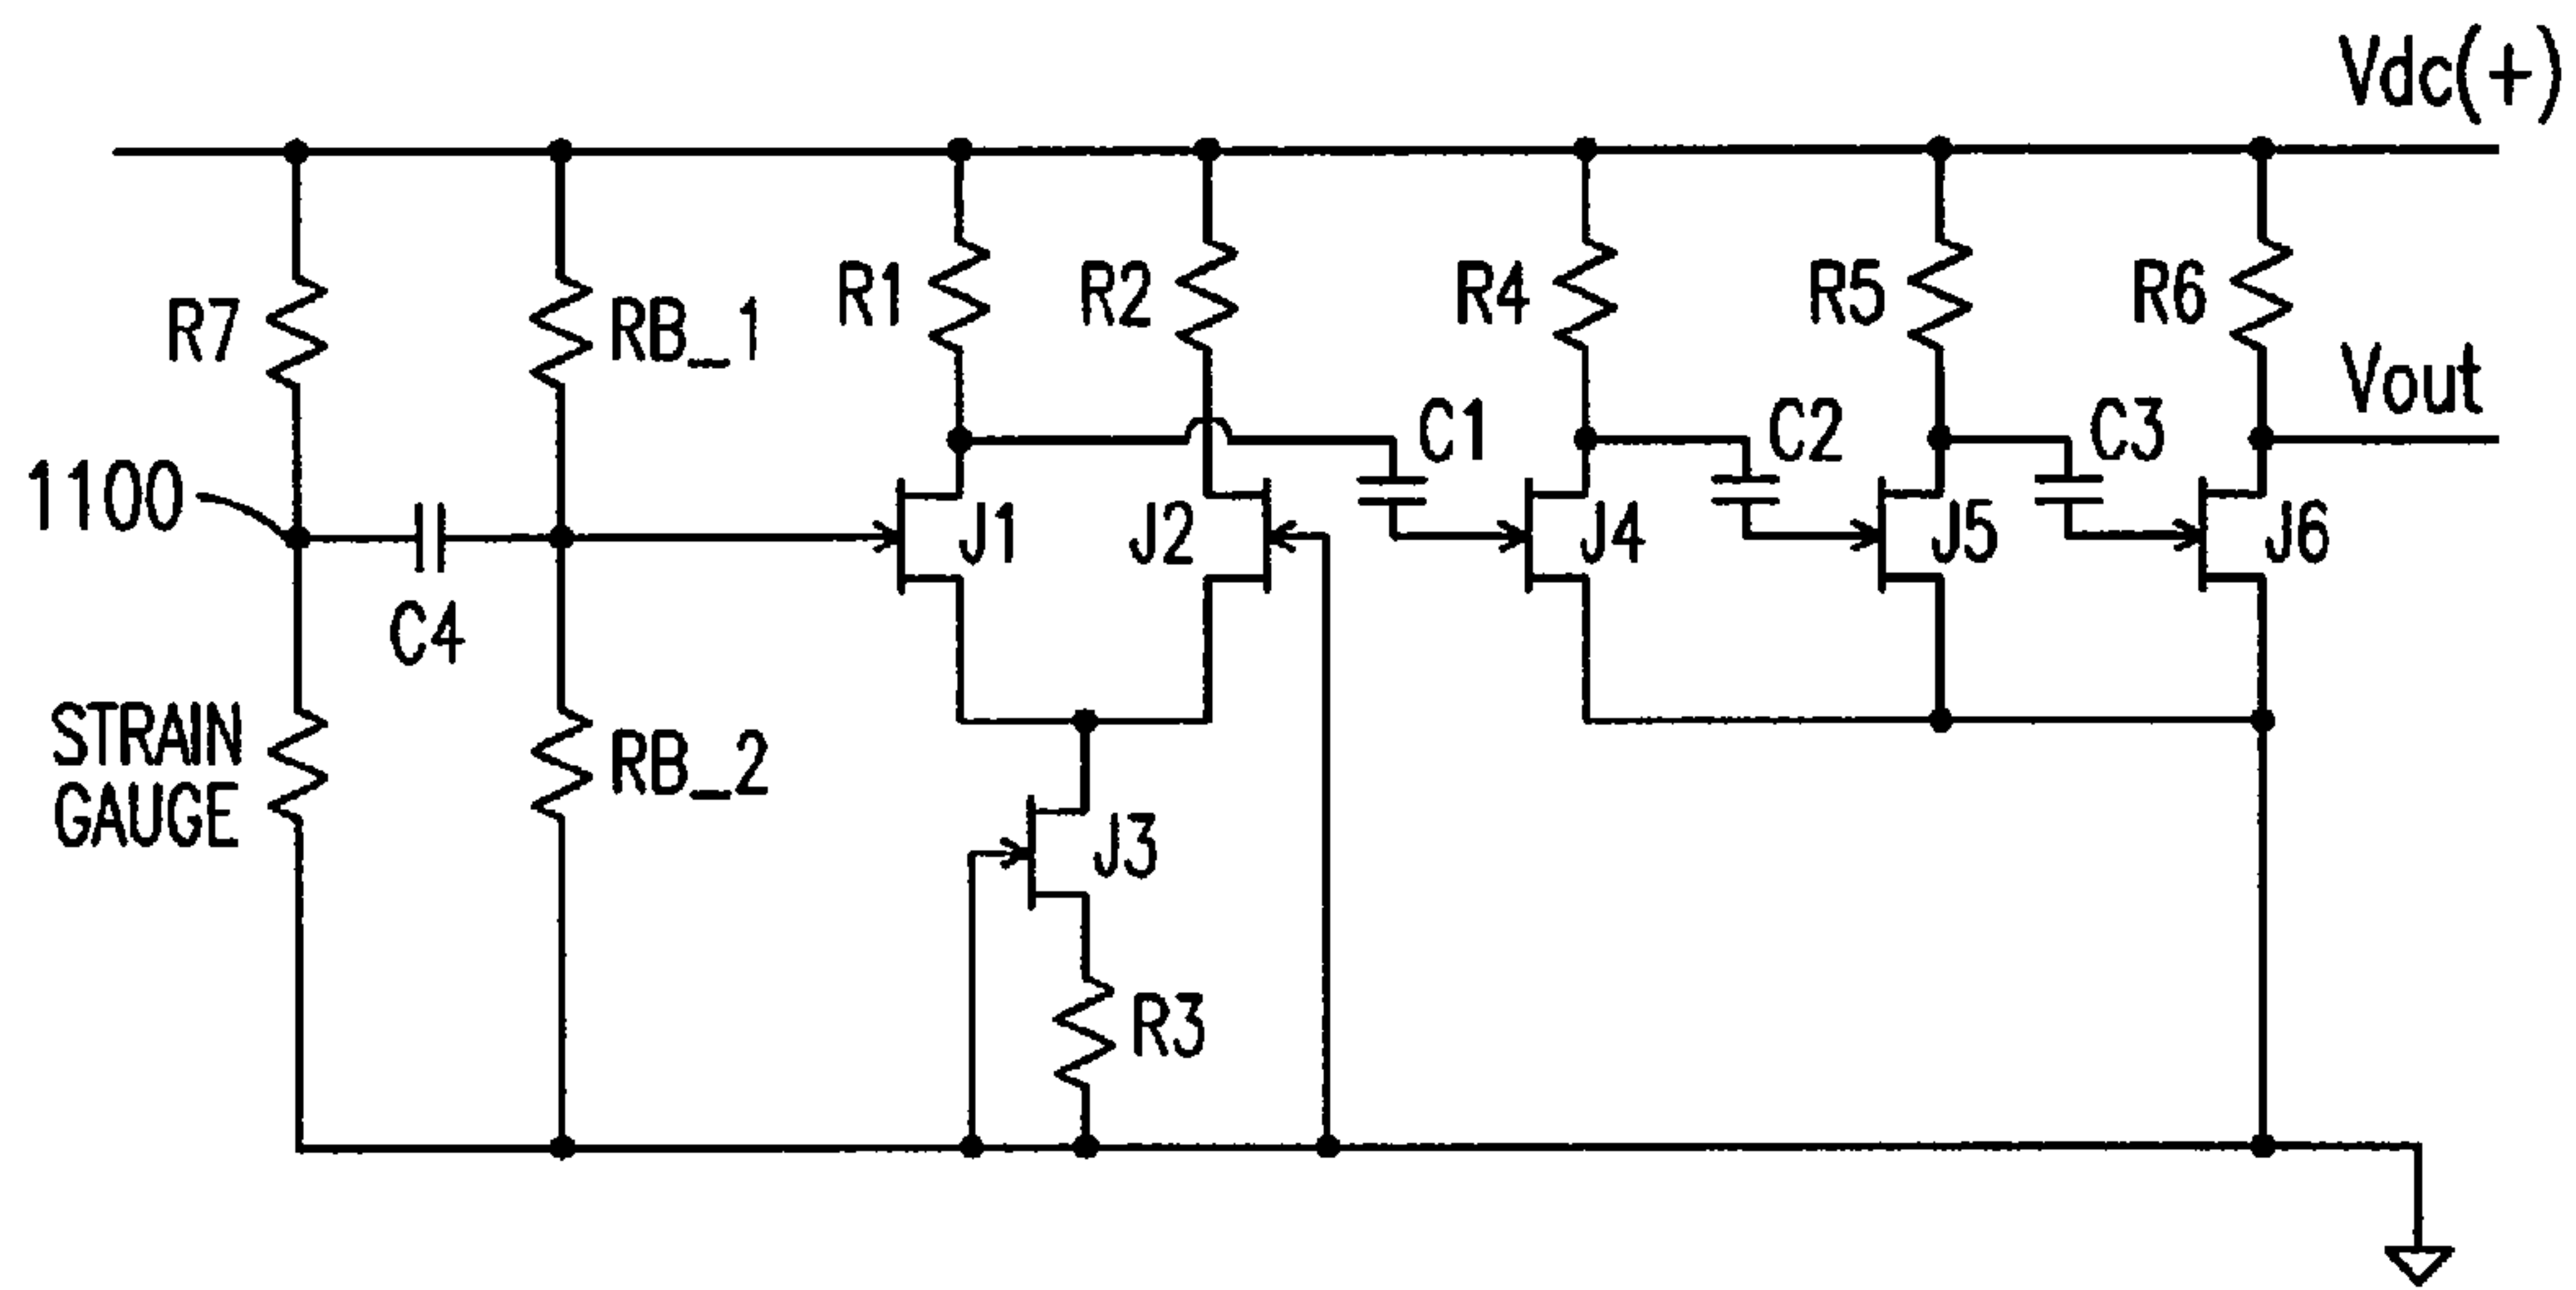 Vdc(+)
R7
RB_1
R1
R2
R4
R5
R6
Vout
C1
C2
C3
1100
J1
J2
J4
J5
J6
C4
STRAIN
GAUGE
RB_2
J3
R3